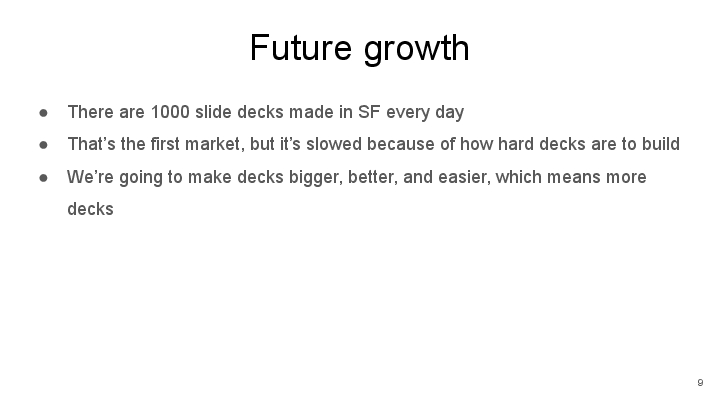 Future growth
● There are 1000 slide decks made in SF every day
● That’s the first market, but it’s slowed because of how hard decks are to build
● We’re going to make decks bigger, better, and easier, which means more
decks
9